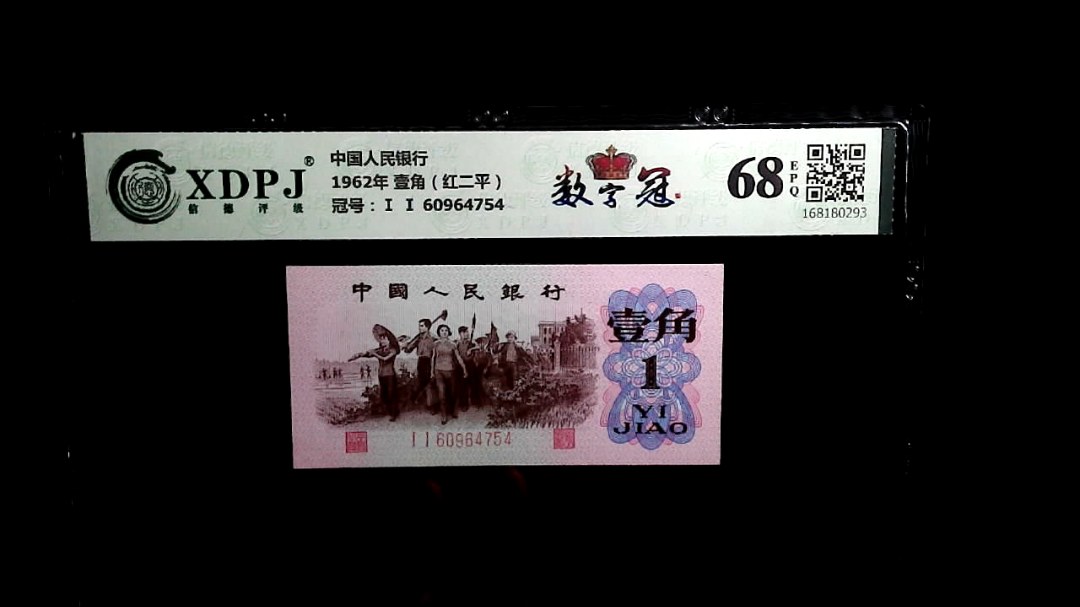 XDPJ®
信德评级
中国人民银行
1962年 壹角（红二平）
冠号：I I 60964754
数字冠
68
EPQ
168180293
中國人民銀行
壹角
1
YI
JIAO
I I 60964754